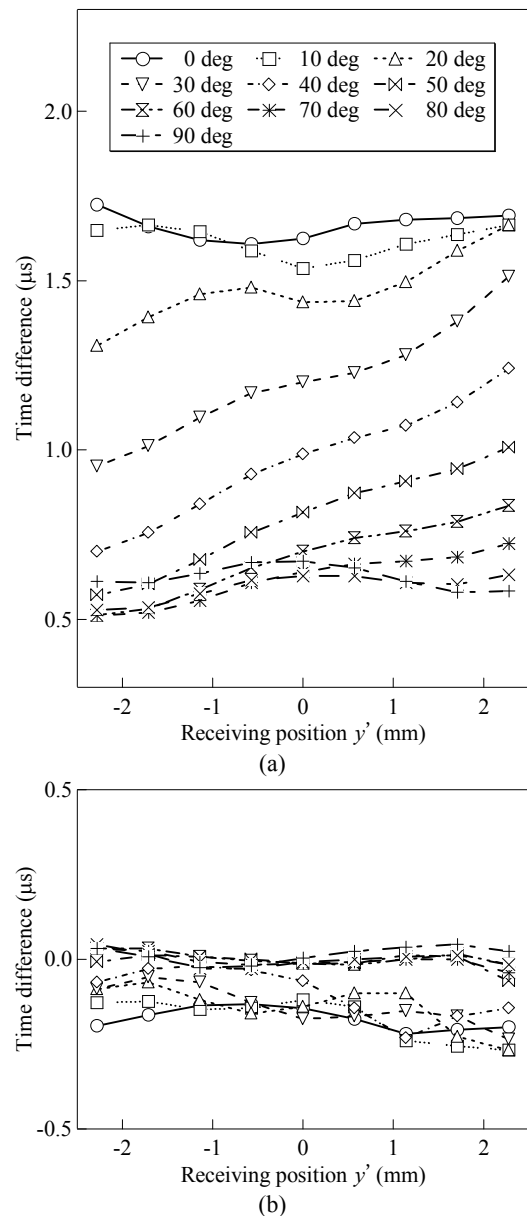 0 deg 10 deg 20 deg
30 deg 40 deg 50 deg
60 deg 70 deg 80 deg
90 deg
2.0
1.5
1.0
0.5
Time difference (μs)
-2 -1 0 1 2
Receiving position y’ (mm)
(a)
0.5
0.0
-0.5
Time difference (μs)
-2 -1 0 1 2
Receiving position y’ (mm)
(b)